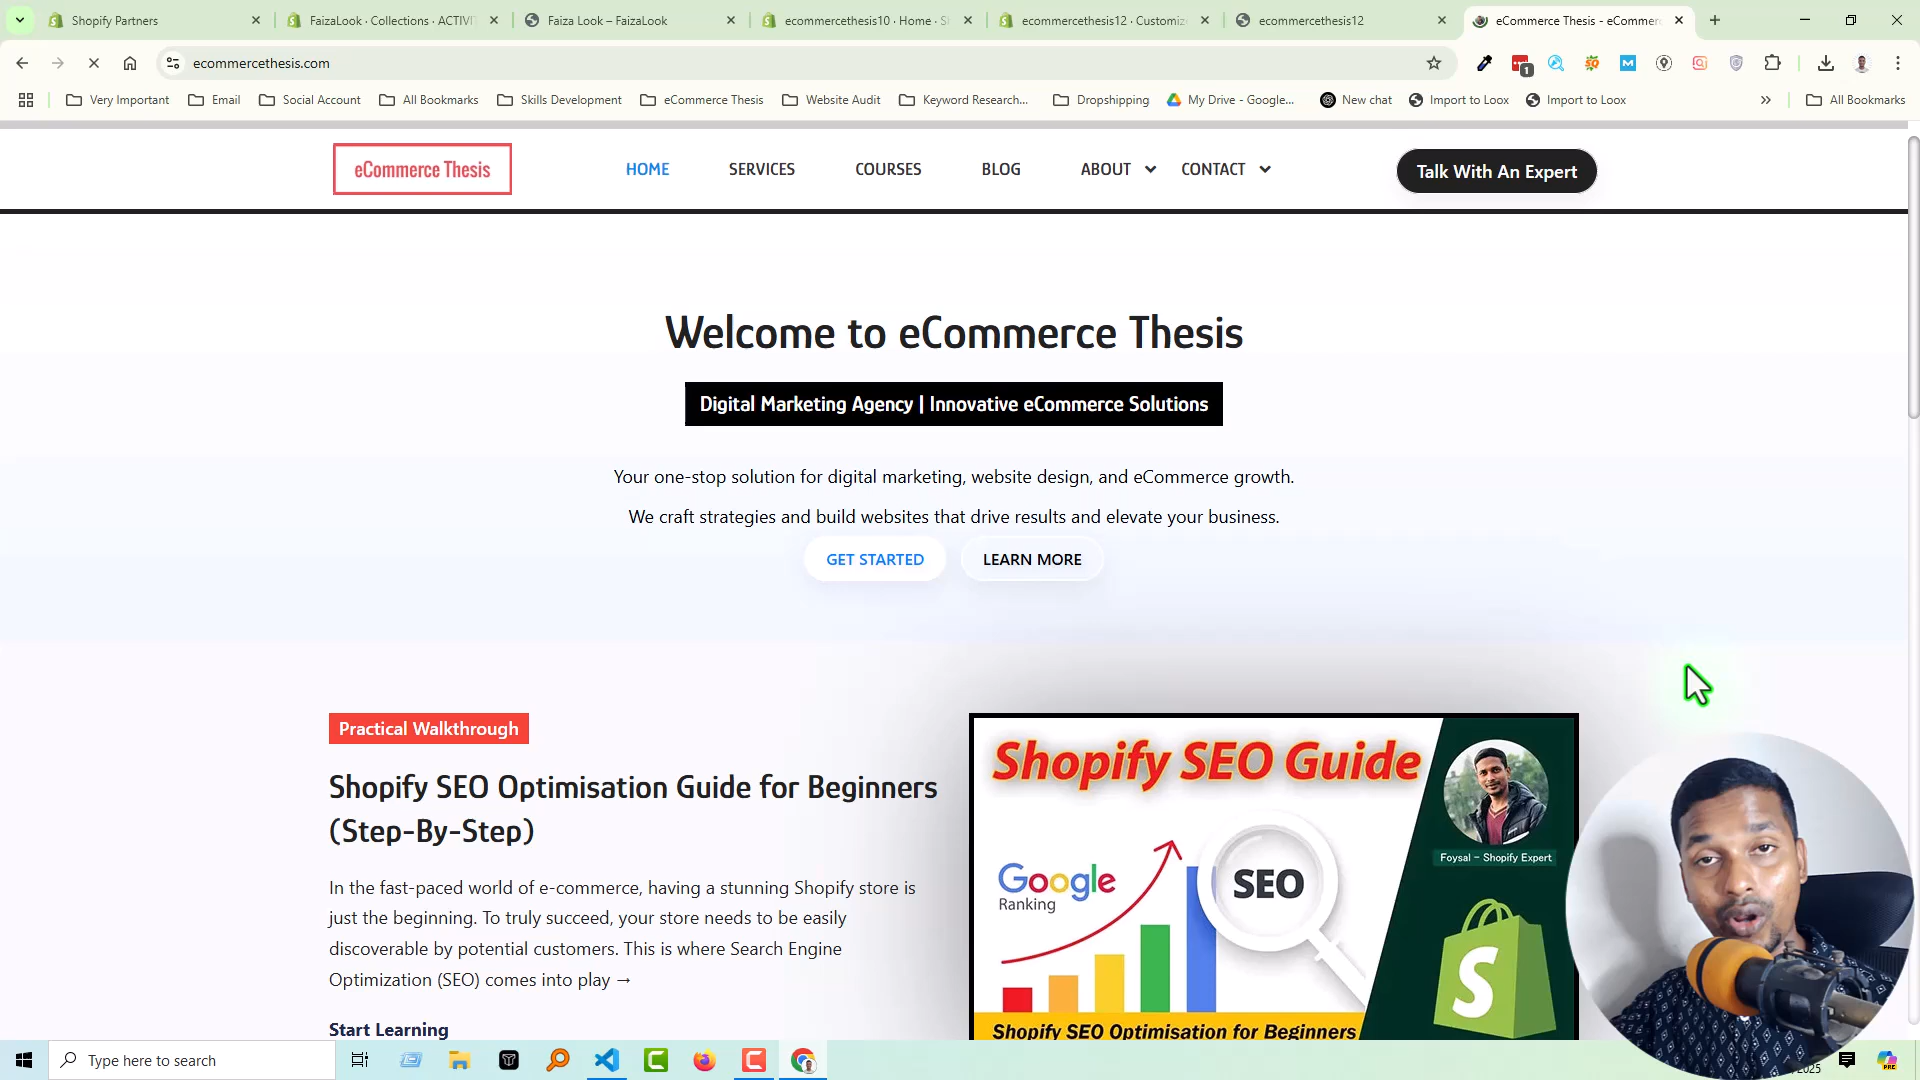 Shopify Partners
FaizaLook · Collections · ACTIVI
Faiza Look – FaizaLook
ecommercethesis10 · Home · S
ecommercethesis12 · Customiz
ecommercethesis12
eCommerce Thesis - eCommer
ecommercethesis.com
1
Very Important
Email
Social Account
All Bookmarks
Skills Development
eCommerce Thesis
Website Audit
Keyword Research...
Dropshipping
My Drive - Google...
New chat
Import to Loox
Import to Loox
All Bookmarks
eCommerce Thesis
HOME
SERVICES
COURSES
BLOG
ABOUT
CONTACT
Talk With An Expert
Welcome to eCommerce Thesis
Digital Marketing Agency | Innovative eCommerce Solutions
Your one-stop solution for digital marketing, website design, and eCommerce growth.
We craft strategies and build websites that drive results and elevate your business.
GET STARTED
LEARN MORE
Practical Walkthrough
Shopify SEO Optimisation Guide for Beginners
(Step-By-Step)
In the fast-paced world of e-commerce, having a stunning Shopify store is
just the beginning. To truly succeed, your store needs to be easily
discoverable by potential customers. This is where Search Engine
Optimization (SEO) comes into play →
Start Learning
Shopify SEO Guide
Foysal – Shopify Expert
Google
Ranking
SEO
Shopify SEO Optimisation for Beginners
Type here to search
2025